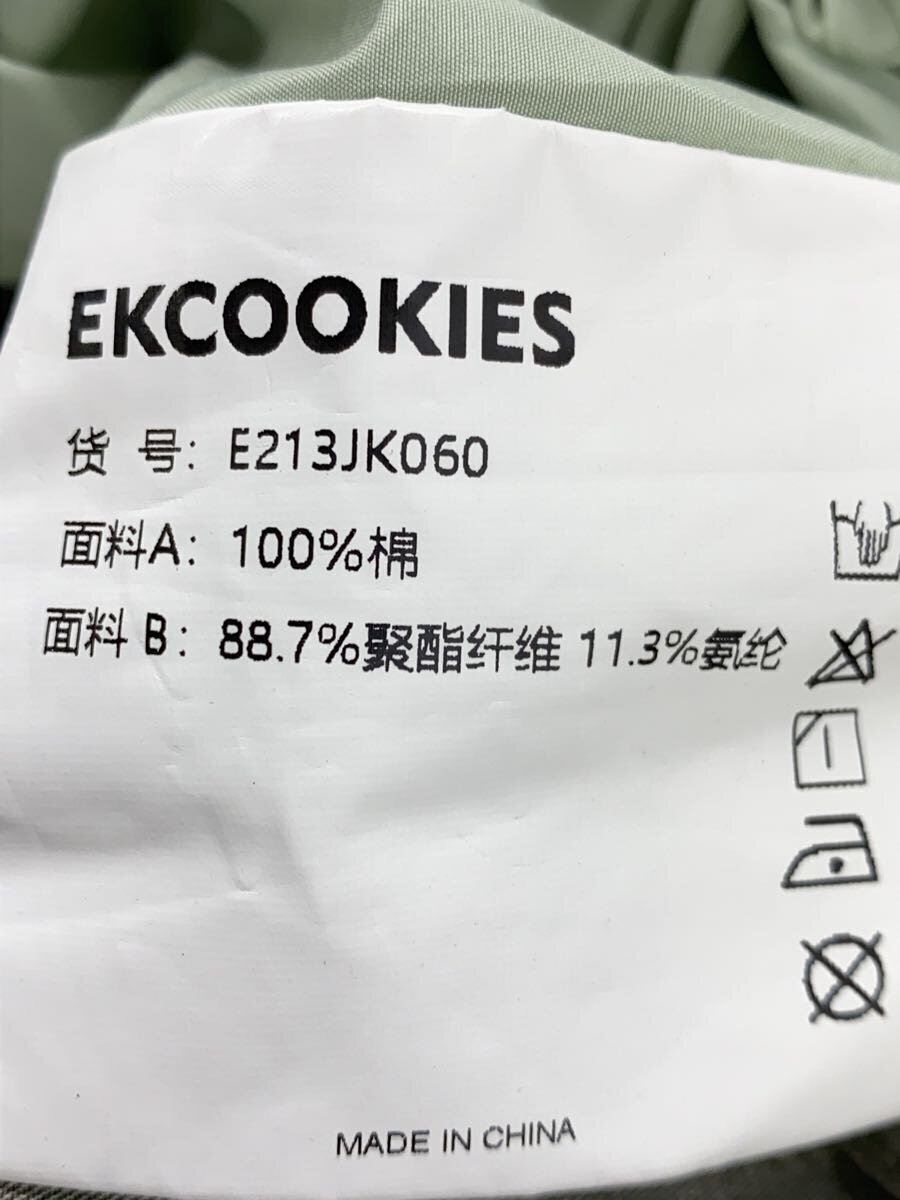 EKCOOKIES
货 号: E213JK060
面料A: 100%棉
面料 B: 88.7%聚酯纤维 11.3%氨纶
MADE IN CHINA